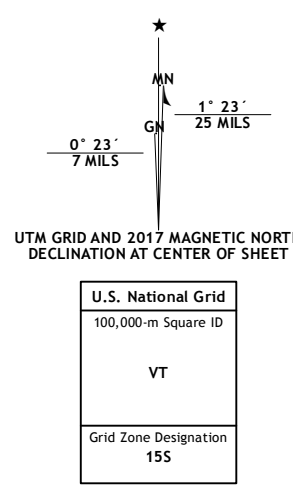 MN
1° 23´
25 MILS
GN
0° 23´
7 MILS
UTM GRID AND 2017 MAGNETIC NORT
DECLINATION AT CENTER OF SHEET
U.S. National Grid
100,000-m Square ID
VT
Grid Zone Designation
15S